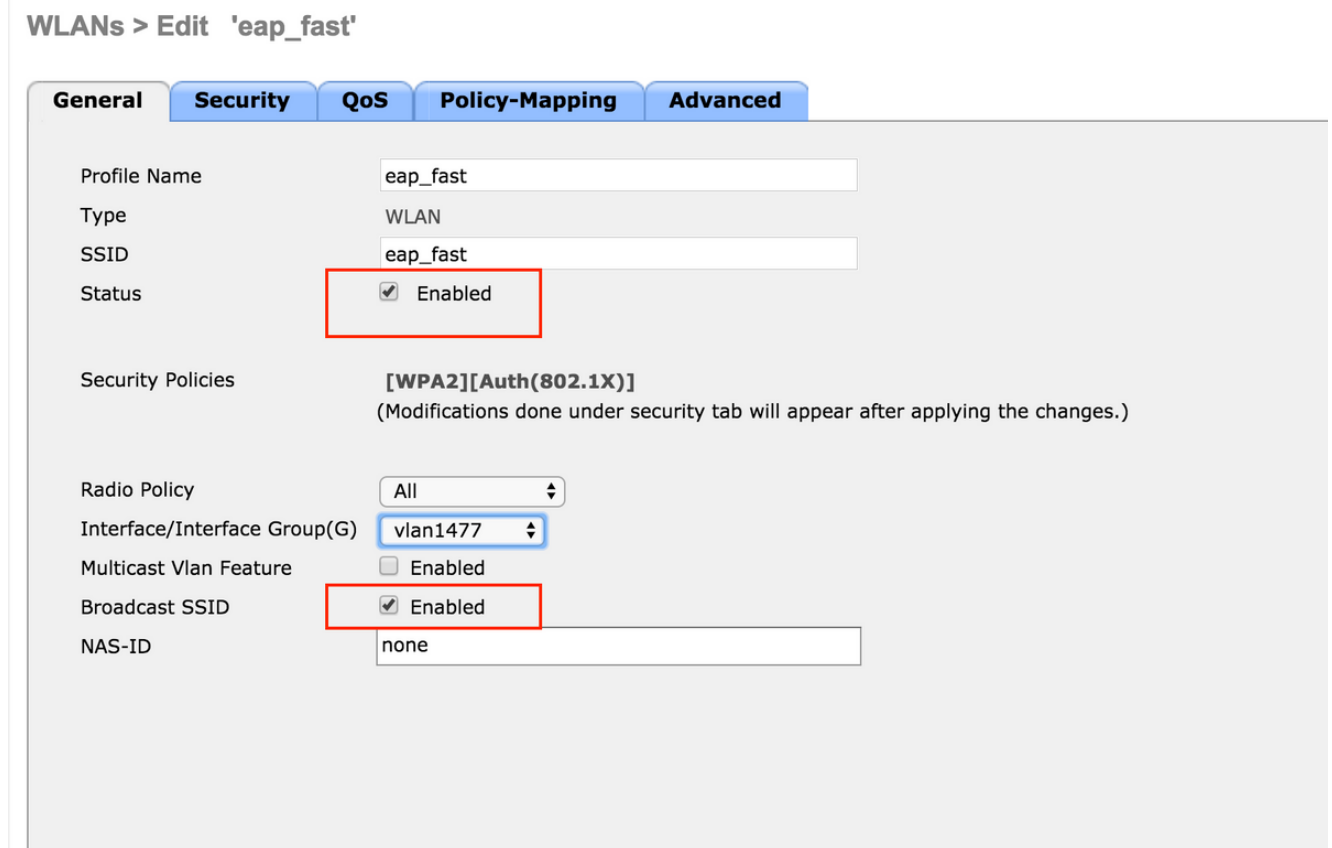 WLANs > Edit 'eap_fast'
General Security QoS Policy-Mapping Advanced
Profile Name eap_fast
Type WLAN
SSID eap_fast
Status Enabled
Security Policies [WPA2][Auth(802.1X)]
(Modifications done under security tab will appear after applying the changes.)
Radio Policy All
Interface/Interface Group(G) vlan1477
Multicast Vlan Feature Enabled
Broadcast SSID Enabled
NAS-ID none